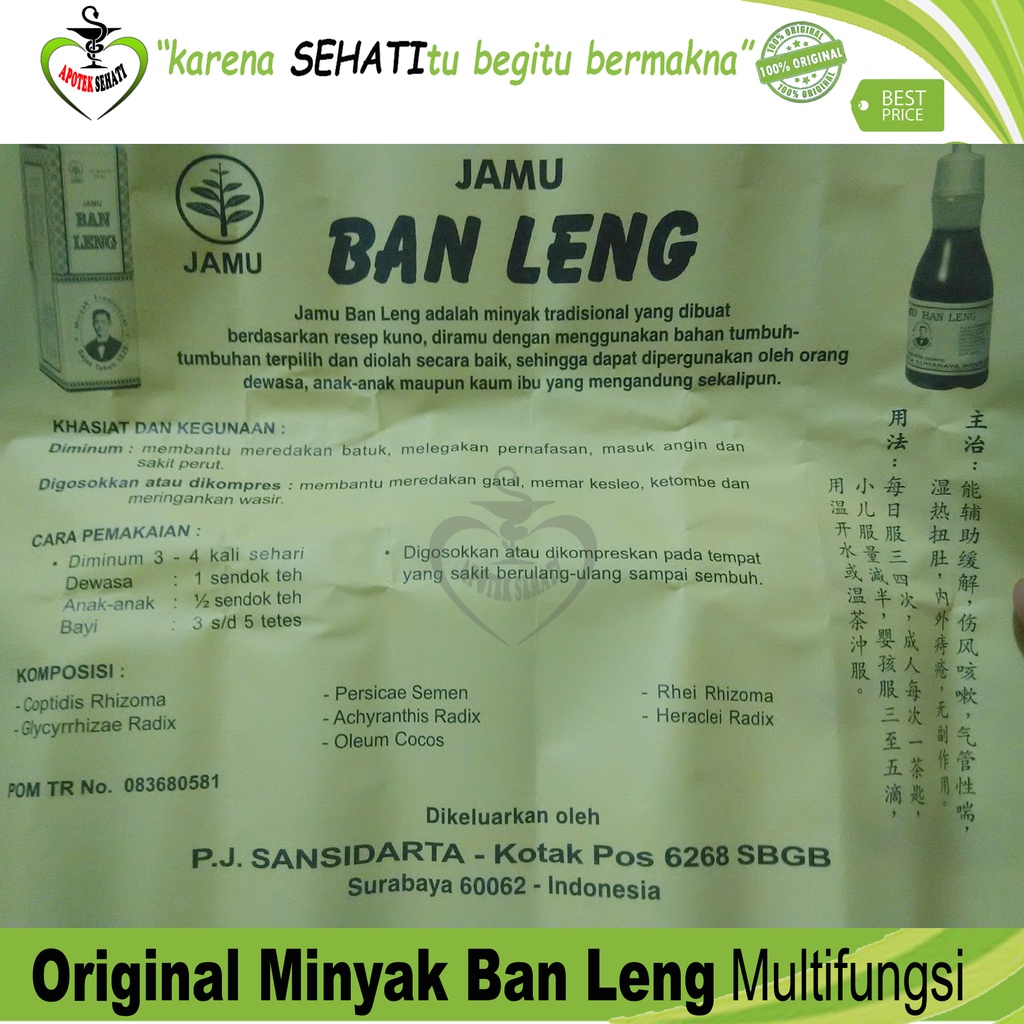 APOTEK SEHATI
“karena SEHATItu begitu bermakna”
100% ORIGINAL
BEST
PRICE
JAMU
BAN
LENG
JAMU
JAMU
BAN LENG
BAN LENG
Jamu Ban Leng adalah minyak tradisional yang dibuat
berdasarkan resep kuno, diramu dengan menggunakan bahan tumbuh-
tumbuhan terpilih dan diolah secara baik, sehingga dapat dipergunakan oleh orang
dewasa, anak-anak maupun kaum ibu yang mengandung sekalipun.
KHASIAT DAN KEGUNAAN :
Diminum : membantu meredakan batuk, melegakan pernafasan, masuk angin dan
sakit perut.
Digosokkan atau dikompres : membantu meredakan gatal, memar kesleo, ketombe dan
meringankan wasir.
CARA PEMAKAIAN :
• Diminum 3 - 4 kali sehari
Dewasa : 1 sendok teh
Anak-anak : ½ sendok teh
Bayi : 3 s/d 5 tetes
• Digosokkan atau dikompreskan pada tempat
yang sakit berulang-ulang sampai sembuh.
APOTEK SEHATI
主治:能辅助缓解,伤风咳嗽,气管性喘,
湿热扭肚,内外痔疮,无副作用。
用法:每日服三四次,成人每次一茶匙,
小儿服量减半,婴孩服三至五滴,
用温开水或温茶沖服。
KOMPOSISI :
- Coptidis Rhizoma
- Glycyrrhizae Radix
- Persicae Semen
- Achyranthis Radix
- Oleum Cocos
- Rhei Rhizoma
- Heraclei Radix
POM TR No. 083680581
Dikeluarkan oleh
P.J. SANSIDARTA - Kotak Pos 6268 SBGB
Surabaya 60062 - Indonesia
Original Minyak Ban Leng Multifungsi